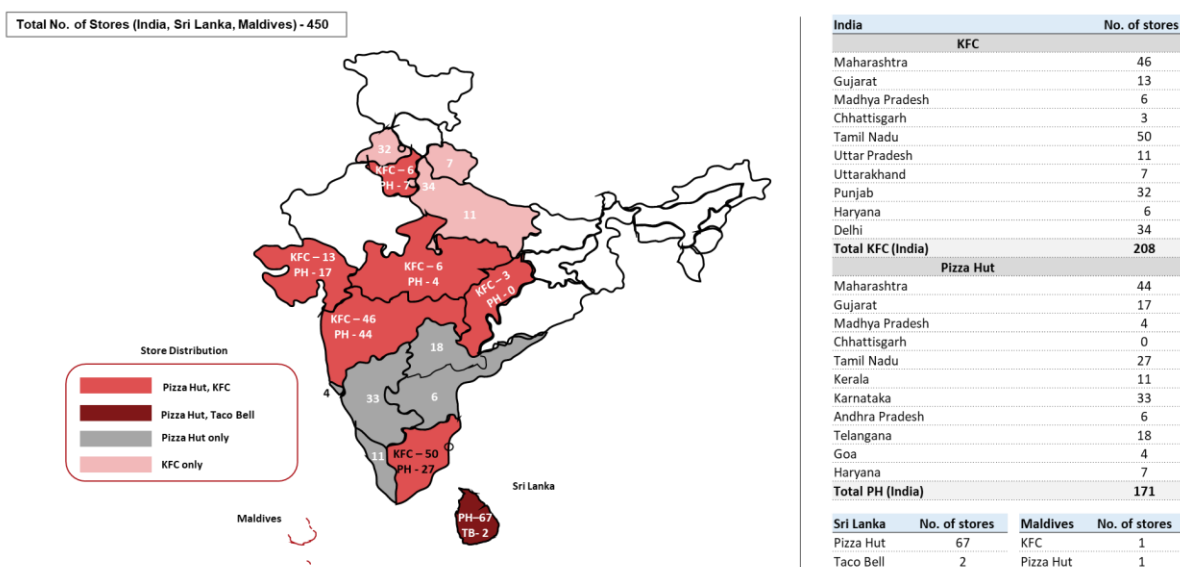 Total No. of Stores (India, Sri Lanka, Maldives) - 450
32
KFC – 6
PH - 7
7
34
11
KFC – 13
PH - 17
KFC – 6
PH - 4
KFC – 3
PH - 0
KFC – 46
PH - 44
18
4
33
6
11
KFC – 50
PH - 27
Sri Lanka
PH–67
TB- 2
Maldives
Store Distribution
Pizza Hut, KFC
Pizza Hut, Taco Bell
Pizza Hut only
KFC only
India No. of stores
KFC
Maharashtra 46
Gujarat 13
Madhya Pradesh 6
Chhattisgarh 3
Tamil Nadu 50
Uttar Pradesh 11
Uttarakhand 7
Punjab 32
Haryana 6
Delhi 34
Total KFC (India) 208
Pizza Hut
Maharashtra 44
Gujarat 17
Madhya Pradesh 4
Chhattisgarh 0
Tamil Nadu 27
Kerala 11
Karnataka 33
Andhra Pradesh 6
Telangana 18
Goa 4
Haryana 7
Total PH (India) 171
Sri Lanka No. of stores Maldives No. of stores
Pizza Hut 67 KFC 1
Taco Bell 2 Pizza Hut 1